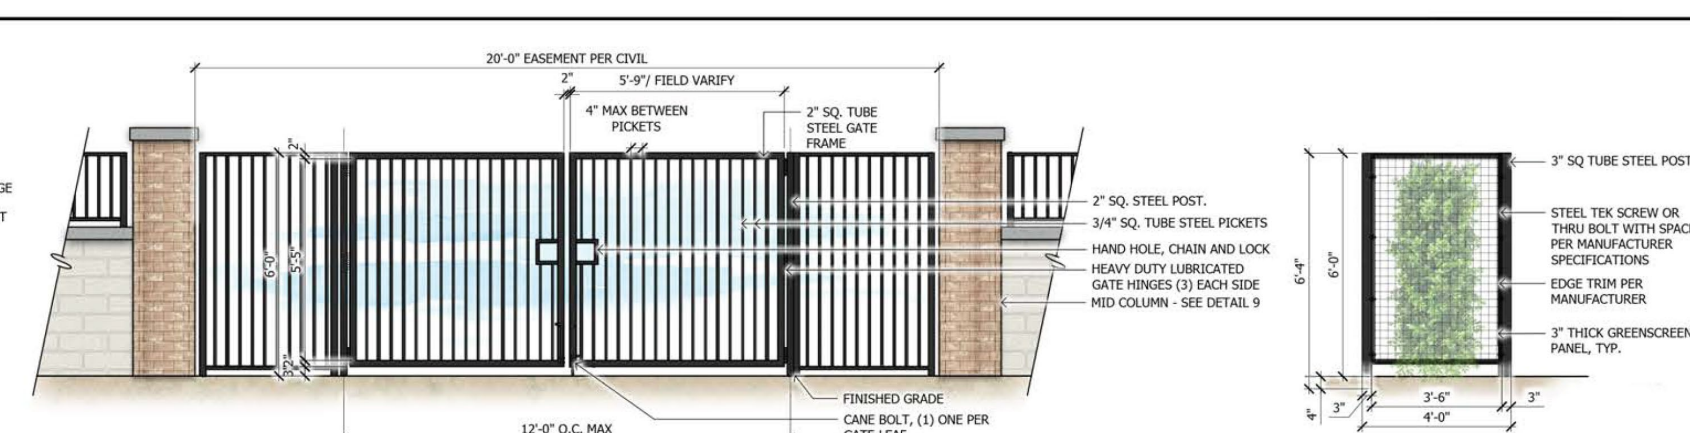 20'-0" EASEMENT PER CIVIL
2"
5'-9"/ FIELD VARIFY
4" MAX BETWEEN
PICKETS
2" SQ. TUBE
STEEL GATE
FRAME
2"
6'-0"
5'-5"
2"
3"
2" SQ. STEEL POST.
3/4" SQ. TUBE STEEL PICKETS
HAND HOLE, CHAIN AND LOCK
HEAVY DUTY LUBRICATED
GATE HINGES (3) EACH SIDE
MID COLUMN - SEE DETAIL 9
FINISHED GRADE
CANE BOLT, (1) ONE PER
GATE LEAF
12'-0" O.C. MAX
3" SQ TUBE STEEL POST
STEEL TEK SCREW OR
THRU BOLT WITH
PER MANUFACTURER
SPECIFICATIONS
EDGE TRIM PER
MANUFACTURER
3" THICK GREENSCREEN
PANEL, TYP.
6'-4"
6'-0"
4"
3"
3'-6"
3"
4'-0"